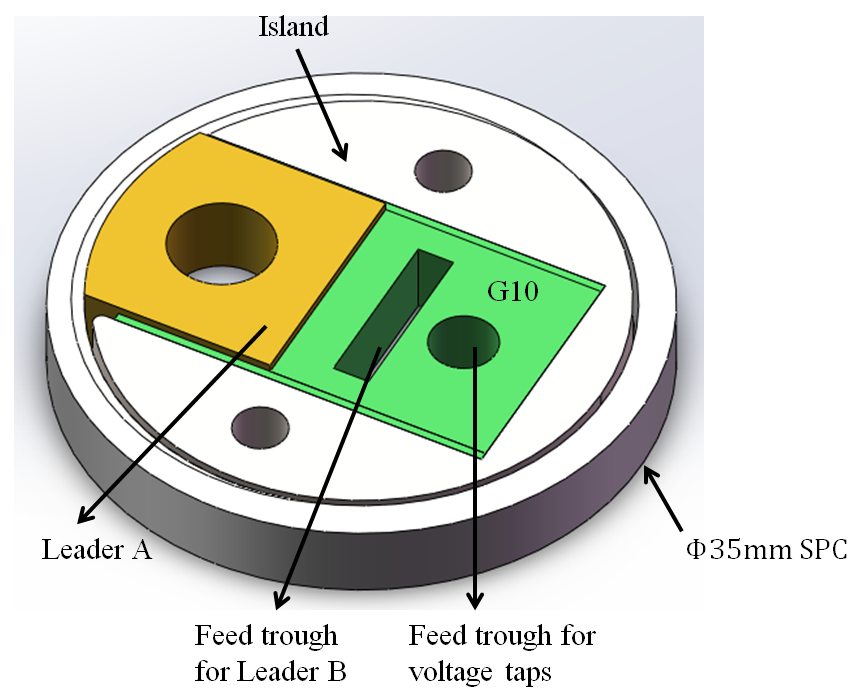 Island
G10
Leader A
Φ35mm SPC
Feed trough
for Leader B
Feed trough for
voltage taps